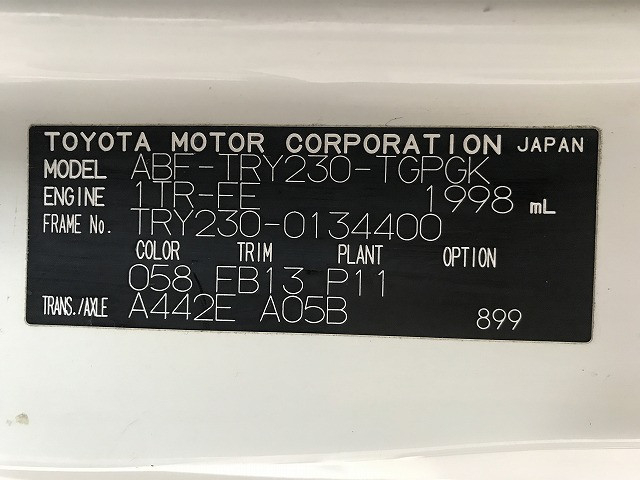 TOYOTA MOTOR CORPORATION JAPAN
MODEL ABF-TRY230-TGPGK
ENGINE 1TR-FE 1998 mL
FRAME No. TRY230-0134400
COLOR TRIM PLANT OPTION
058 FB13 P11
TRANS./AXLE A442E A05B 899